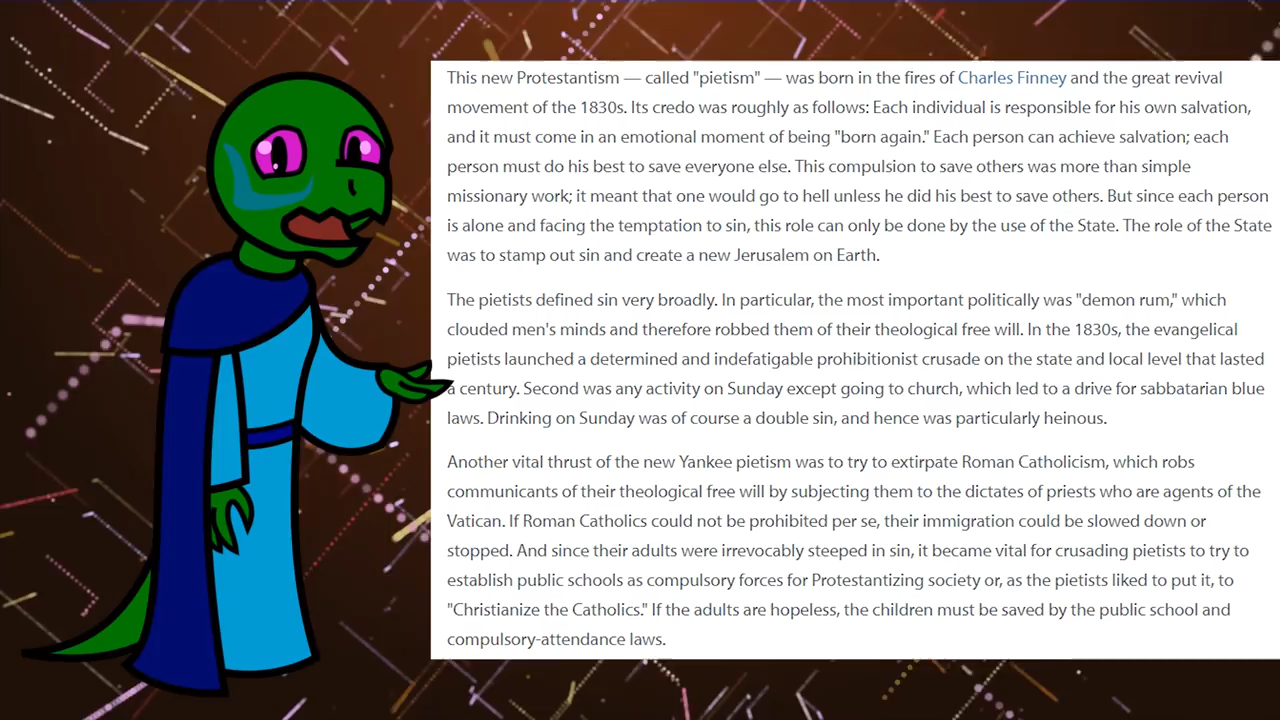 This new Protestantism — called "pietism" — was born in the fires of Charles Finney and the great revival
movement of the 1830s. Its credo was roughly as follows: Each individual is responsible for his own salvation,
and it must come in an emotional moment of being "born again." Each person can achieve salvation; each
person must do his best to save everyone else. This compulsion to save others was more than simple
missionary work; it meant that one would go to hell unless he did his best to save others. But since each person
is alone and facing the temptation to sin, this role can only be done by the use of the State. The role of the State
was to stamp out sin and create a new Jerusalem on Earth.
The pietists defined sin very broadly. In particular, the most important politically was "demon rum," which
clouded men's minds and therefore robbed them of their theological free will. In the 1830s, the evangelical
pietists launched a determined and indefatigable prohibitionist crusade on the state and local level that lasted
a century. Second was any activity on Sunday except going to church, which led to a drive for sabbatarian blue
laws. Drinking on Sunday was of course a double sin, and hence was particularly heinous.
Another vital thrust of the new Yankee pietism was to try to extirpate Roman Catholicism, which robs
communicants of their theological free will by subjecting them to the dictates of priests who are agents of the
Vatican. If Roman Catholics could not be prohibited per se, their immigration could be slowed down or
stopped. And since their adults were irrevocably steeped in sin, it became vital for crusading pietists to try to
establish public schools as compulsory forces for Protestantizing society or, as the pietists liked to put it, to
"Christianize the Catholics." If the adults are hopeless, the children must be saved by the public school and
compulsory-attendance laws.